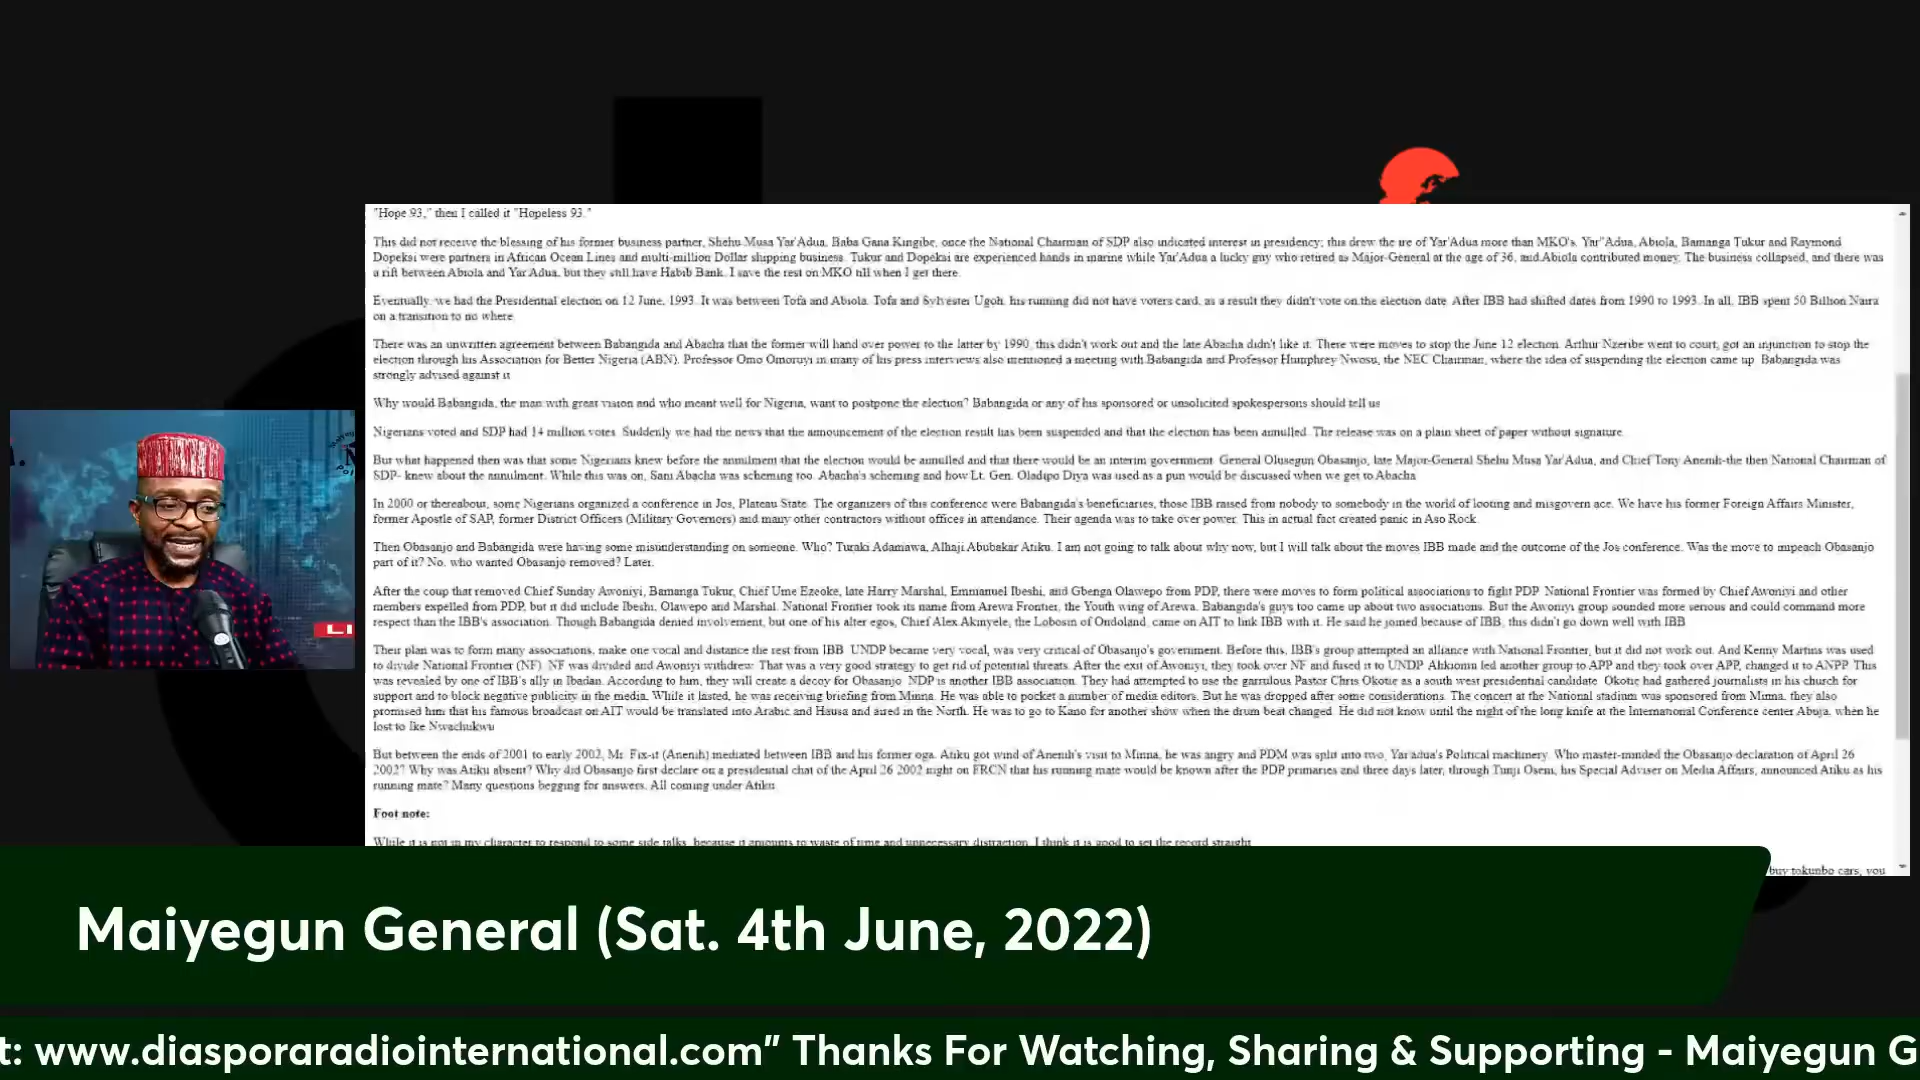 "Hope 93," then I called it "Hopeless 93."
This did not receive the blessing of his former business partner, Shehu Musa Yar'Adua, Baba Gana Kingibe, once the National Chairman of SDP also indicated interest in presidency; this drew the ire of Yar'Adua more than MKO's. Yar"Adua, Abiola, Bamanga Tukur and Raymond
Dopeksi were partners in African Ocean Lines and multi-million Dollar shipping business. Tukur and Dopeksi are experienced hands in marine while Yar'Adua a lucky guy who retired as Major-General at the age of 36, and Abiola contributed money. The business collapsed, and there was
a rift between Abiola and Yar'Adua, but they still have Habib Bank. I save the rest on MKO till when I get there.
Eventually, we had the Presidential election on 12 June, 1993. It was between Tofa and Abiola. Tofa and Sylvester Ugoh, his running did not have voters card, as a result they didn't vote on the election date. After IBB had shifted dates from 1990 to 1993. In all, IBB spent 50 Billion Naira
on a transition to no where.
There was an unwritten agreement between Babangida and Abacha that the former will hand over power to the latter by 1990, this didn't work out and the late Abacha didn't like it. There were moves to stop the June 12 election. Arthur Nzeribe went to court, got an injunction to stop the
election through his Association for Better Nigeria (ABN). Professor Omo Omoruyi in many of his press interviews also mentioned a meeting with Babangida and Professor Humphrey Nwosu, the NEC Chairman, where the idea of suspending the election came up. Babangida was
strongly advised against it
Why would Babangida, the man with great vision and who meant well for Nigeria, want to postpone the election? Babangida or any of his sponsored or unsolicited spokespersons should tell us
Nigerians voted and SDP had 14 million votes. Suddenly we had the news that the announcement of the election result has been suspended and that the election has been annulled. The release was on a plain sheet of paper without signature.
But what happened then was that some Nigerians knew before the annulment that the election would be annulled and that there would be an interim government. General Olusegun Obasanjo, late Major-General Shehu Musa Yar'Adua, and Chief Tony Anenih-the then National Chairman of
SDP- knew about the annulment. While this was on, Sani Abacha was scheming too. Abacha's scheming and how Lt. Gen. Oladipo Diya was used as a pun would be discussed when we get to Abacha
In 2000 or thereabout, some Nigerians organized a conference in Jos, Plateau State. The organizers of this conference were Babangida's beneficiaries, those IBB raised from nobody to somebody in the world of looting and misgovern ace. We have his former Foreign Affairs Minister,
former Apostle of SAP, former District Officers (Military Governors) and many other contractors without offices in attendance. Their agenda was to take over power. This in actual fact created panic in Aso Rock.
Then Obasanjo and Babangida were having some misunderstanding on someone. Who? Turaki Adamawa, Alhaji Abubakar Atiku. I am not going to talk about why now, but I will talk about the moves IBB made and the outcome of the Jos conference. Was the move to impeach Obasanjo
part of it? No. who wanted Obasanjo removed? Later.
After the coup that removed Chief Sunday Awoniyi, Bamanga Tukur, Chief Ume Ezeoke, late Harry Marshal, Emmanuel Ibeshi, and Gbenga Olawepo from PDP, there were moves to form political associations to fight PDP. National Frontier was formed by Chief Awoniyi and other
members expelled from PDP, but it did include Ibeshi, Olawepo and Marshal. National Frontier took its name from Arewa Frontier, the Youth wing of Arewa. Babangida's guys too came up about two associations. But the Awoniyi group sounded more serious and could command more
respect than the IBB's association. Though Babangida denied involvement, but one of his alter egos, Chief Alex Akinyele, the Lobosin of Ondoland, came on AIT to link IBB with it. He said he joined because of IBB, this didn't go down well with IBB
Their plan was to form many associations, make one vocal and distance the rest from IBB. UNDP became very vocal, was very critical of Obasanjo's government. Before this, IBB's group attempted an alliance with National Frontier, but it did not work out. And Kenny Martins was used
to divide National Frontier (NF). NF was divided and Awoniyi withdrew. That was a very good strategy to get rid of potential threats. After the exit of Awoniyi, they took over NF and fused it to UNDP. Ahkiomu led another group to APP and they took over APP, changed it to ANPP. This
was revealed by one of IBB's ally in Ibadan. According to him, they will create a decoy for Obasanjo. NDP is another IBB association. They had attempted to use the garrulous Pastor Chris Okotie as a south west presidential candidate. Okotie had gathered journalists in his church for
support and to block negative publicity in the media. While it lasted, he was receiving briefing from Minna. He was able to pocket a number of media editors. But he was dropped after some considerations. The concert at the National stadium was sponsored from Minna, they also
promised him that his famous broadcast on AIT would be translated into Arabic and Hausa and aired in the North. He was to go to Kano for another show when the drum beat changed. He did not know until the night of the long knife at the International Conference center Abuja, when he
lost to Ike Nwachukwu
But between the ends of 2001 to early 2002, Mr. Fix-it (Anenih) mediated between IBB and his former oga. Atiku got wind of Anenih's visit to Minna, he was angry and PDM was split into two, Yar'adua's Political machinery. Who master-minded the Obasanjo declaration of April 26
2002? Why was Atiku absent? Why did Obasanjo first declare on a presidential chat of the April 26 2002 night on FRCN that his running mate would be known after the PDP primaries and three days later, through Tunji Oseni, his Special Adviser on Media Affairs, announced Atiku as his
running mate? Many questions begging for answers. All coming under Atiku.
Foot note:
While it is not in my character to respond to some side talks, because it amounts to waste of time and unnecessary distraction, I think it is good to set the record straight
buy tokunbo cars, you
LI
Maiyegun General (Sat. 4th June, 2022)
t: www.diasporaradiointernational.com" Thanks For Watching, Sharing & Supporting - Maiyegun G